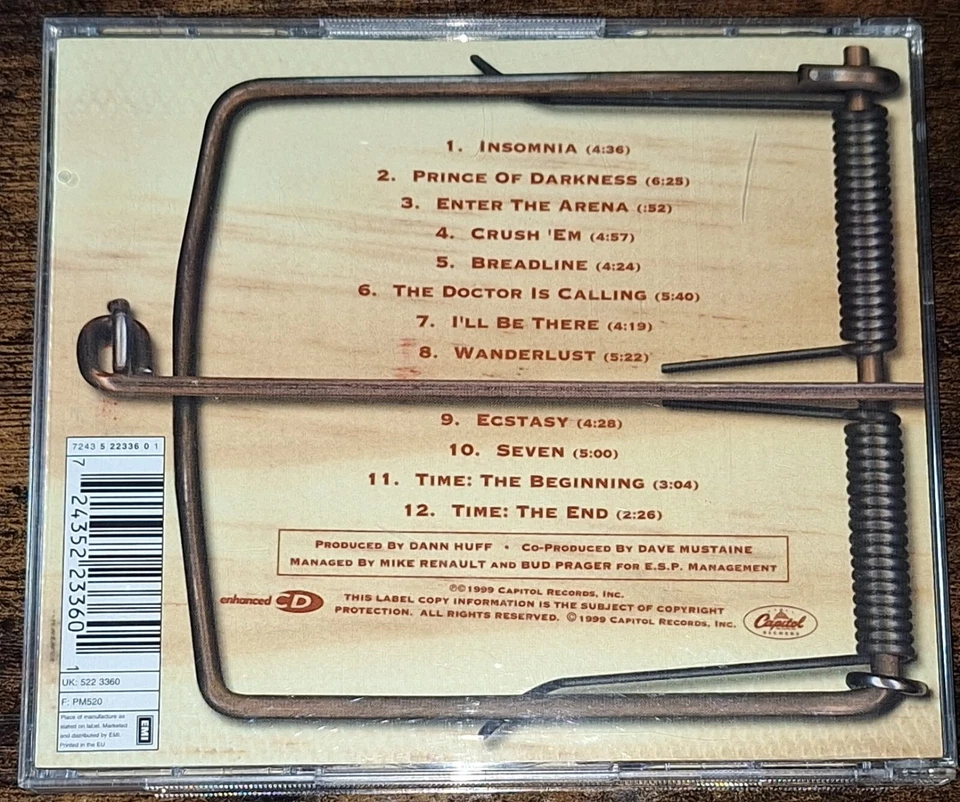 1. INSOMNIA (4:36)
2. PRINCE OF DARKNESS (6:25)
3. ENTER THE ARENA (:52)
4. CRUSH 'EM (4:57)
5. BREADLINE (4:24)
6. THE DOCTOR IS CALLING (5:40)
7. I'LL BE THERE (4:19)
8. WANDERLUST (5:22)
9. ECSTASY (4:28)
10. SEVEN (5:00)
11. TIME: THE BEGINNING (3:04)
12. TIME: THE END (2:26)
PRODUCED BY DANN HUFF • CO-PRODUCED BY DAVE MUSTAINE
MANAGED BY MIKE RENAULT AND BUD PRAGER FOR E.S.P. MANAGEMENT
℗©1999 CAPITOL RECORDS, INC.
THIS LABEL COPY INFORMATION IS THE SUBJECT OF COPYRIGHT
PROTECTION. ALL RIGHTS RESERVED. ©1999 CAPITOL RECORDS, INC.
enhanced CD
Capitol
RECORDS
7243 5 22336 0 1
7 24352 23360 1
UK: 522 3360
F: PM520
Place of manufacture as
stated on label. Marketed
and distributed by EMI.
Printed in the EU
EMI